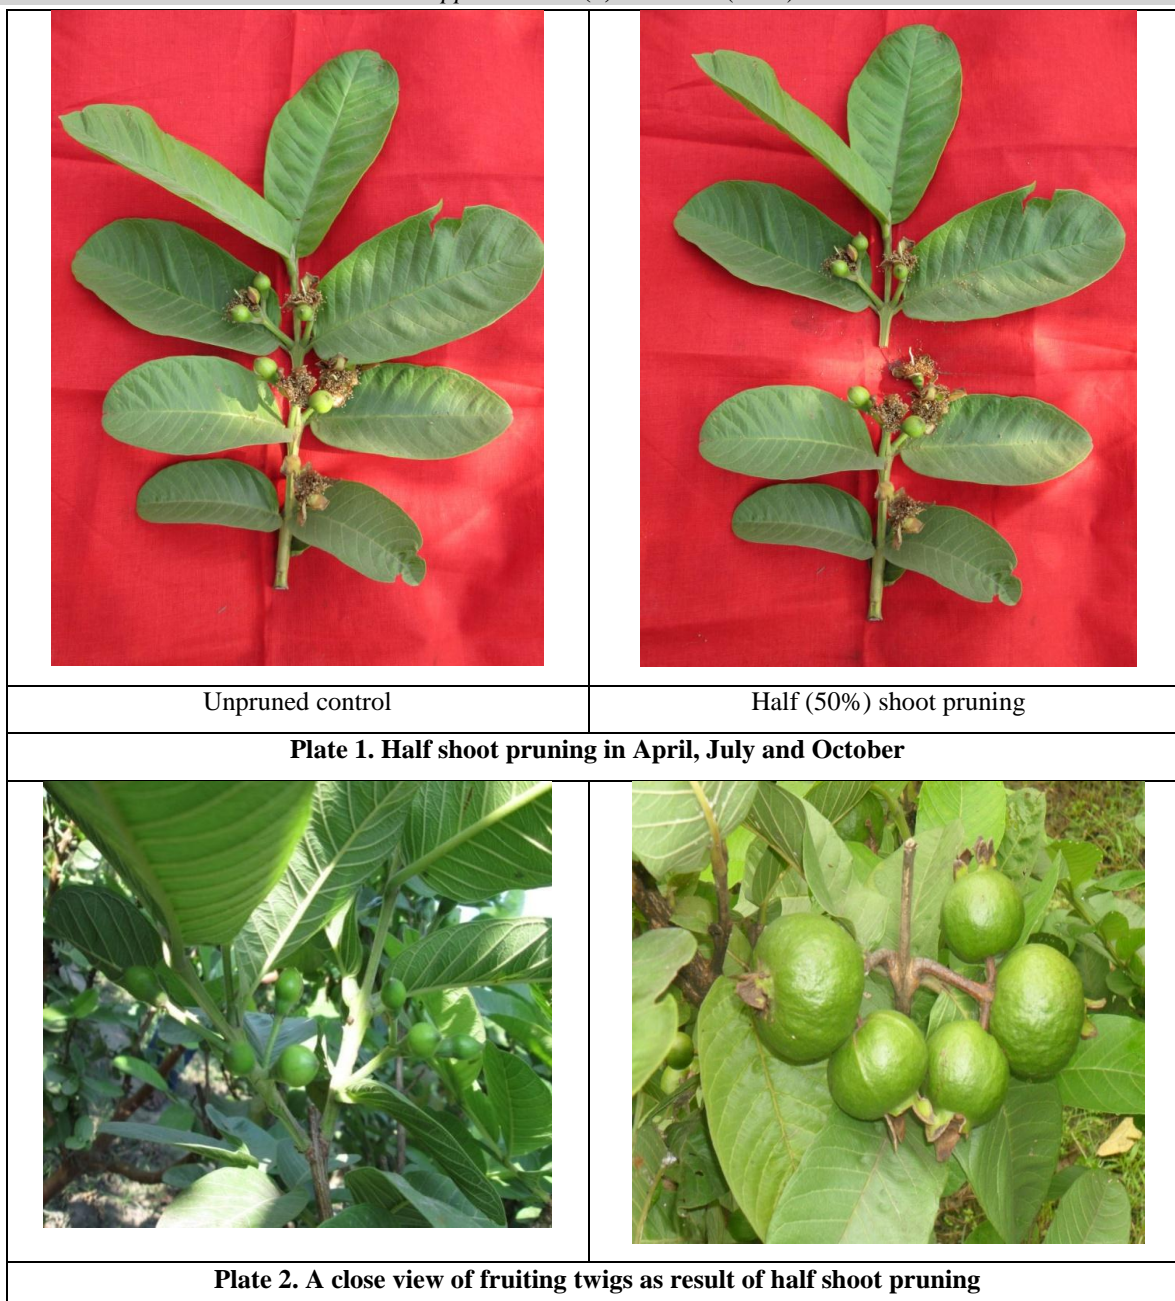 Unpruned control
Half (50%) shoot pruning
Plate 1. Half shoot pruning in April, July and October
Plate 2. A close view of fruiting twigs as result of half shoot pruning